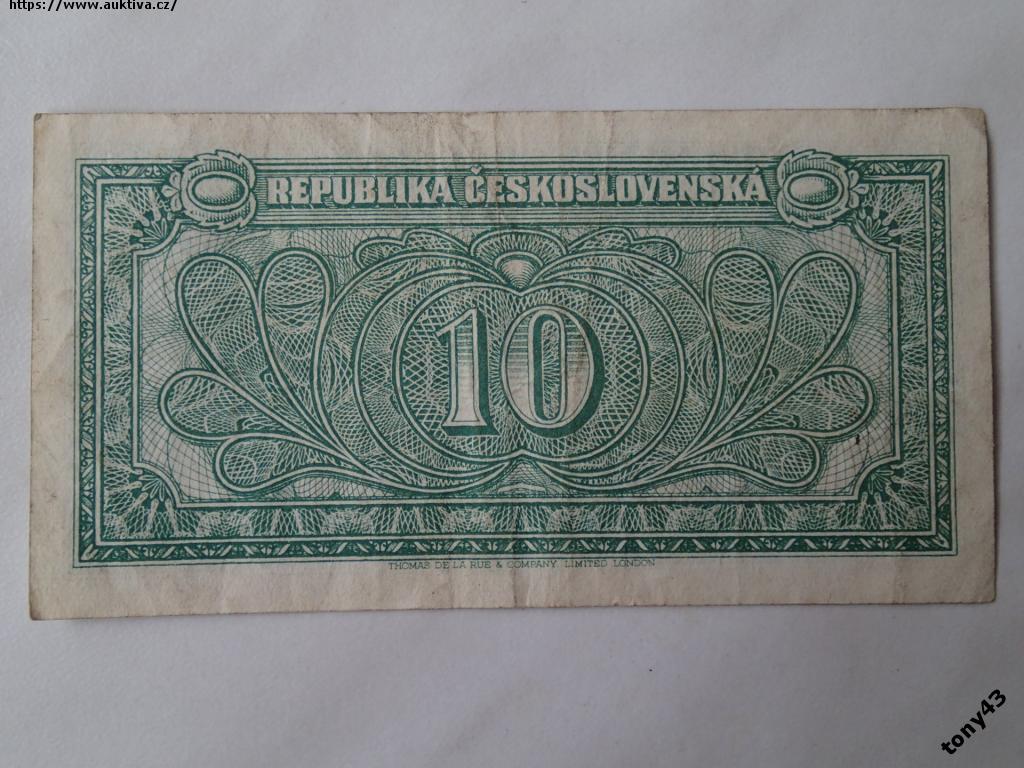 https://www.auktiva.cz/
REPUBLIKA ČESKOSLOVENSKÁ
10
THOMAS DE LA RUE & COMPANY, LIMITED LONDON
tony43